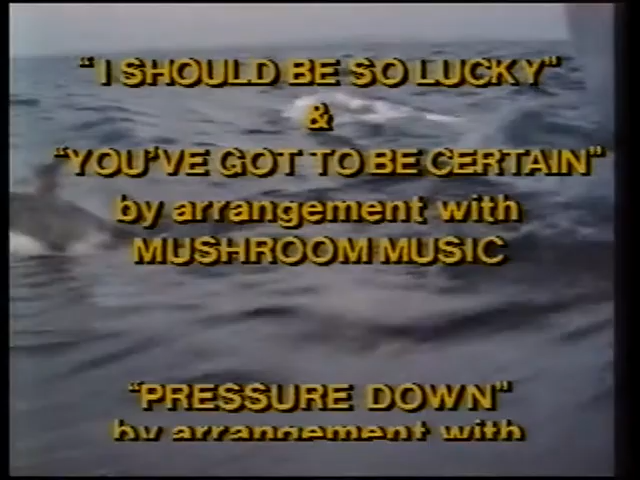 "I SHOULD BE SO LUCKY"
&
"YOU'VE GOT TO BE CERTAIN"
by arrangement with
MUSHROOM MUSIC
"PRESSURE DOWN"
by arrangement with